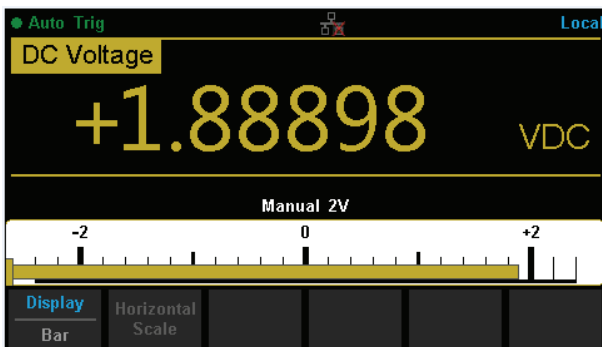 Auto Trig
Local
DC Voltage
+1.88898 VDC
Manual 2V
-2 0 +2
Display
Bar
Horizontal
Scale